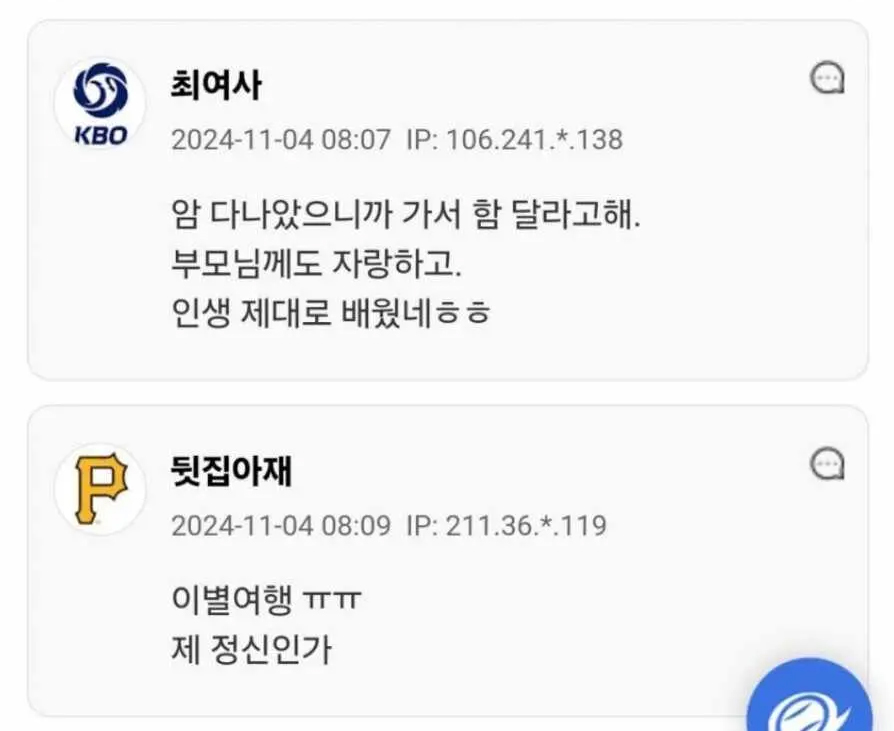 KBO
최여사
2024-11-04 08:07 IP: 106.241.*.138
암 다나았으니까 가서 함 달라고해.
부모님께도 자랑하고.
인생 제대로 배웠네ㅎㅎ
P
뒷집아재
2024-11-04 08:09 IP: 211.36.*.119
이별여행 ㅠㅠ
제 정신인가